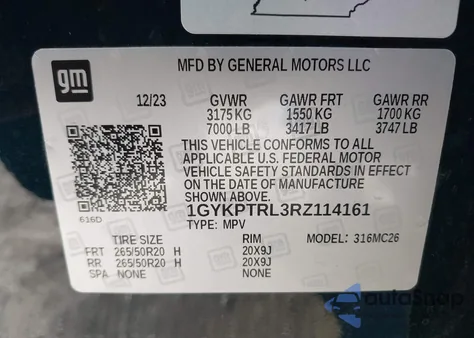 gm
MFD BY GENERAL MOTORS LLC
12/23 GVWR GAWR FRT GAWR RR
3175 KG 1550 KG 1700 KG
7000 LB 3417 LB 3747 LB
THIS VEHICLE CONFORMS TO ALL
APPLICABLE U.S. FEDERAL MOTOR
VEHICLE SAFETY STANDARDS IN EFFECT
ON THE DATE OF MANUFACTURE
SHOWN ABOVE.
1GYKPTRL3RZ114161
616D
TYPE: MPV MODEL: 316MC26
TIRE SIZE RIM
FRT 265/50R20 H 20X9J
RR 265/50R20 H 20X9J
SPA NONE NONE
autoSnap